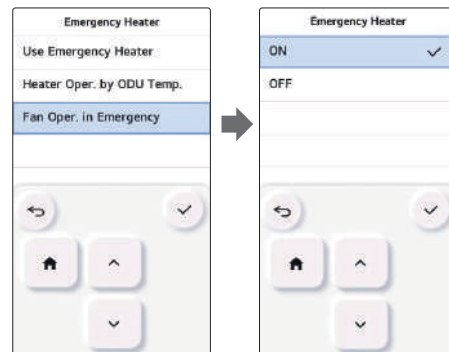 Emergency Heater
Use Emergency Heater
Heater Oper. by ODU Temp.
Fan Oper. in Emergency
Emergency Heater
ON
OFF